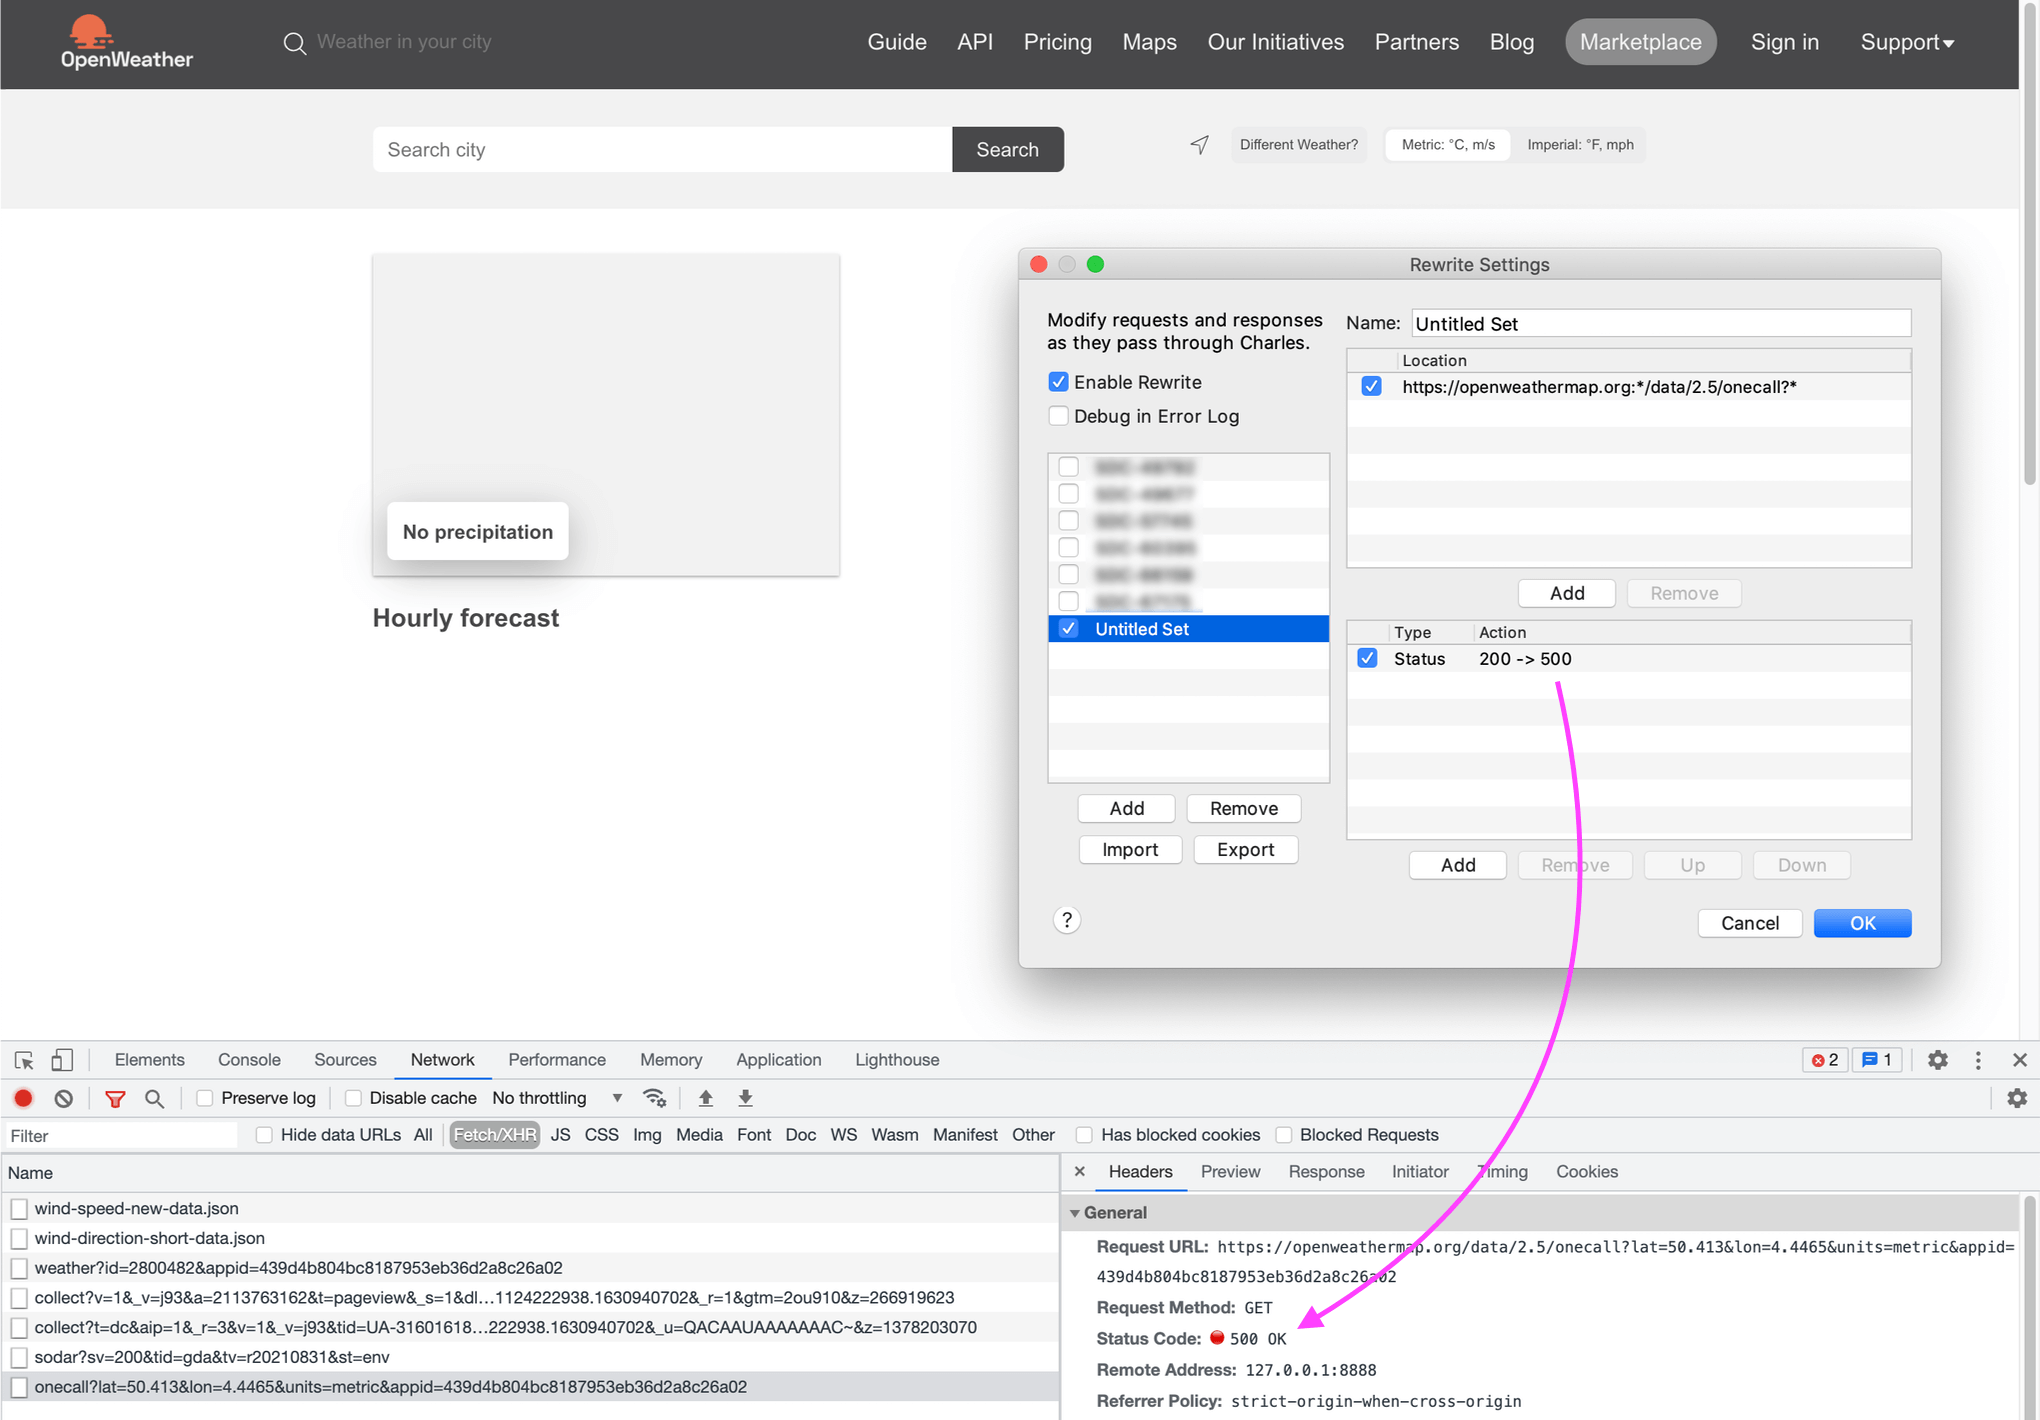 OpenWeather
Weather in your city
Guide API Pricing Maps Our Initiatives Partners Blog Marketplace Sign in Support
Search city
Search
Different Weather?
Metric: °C, m/s
Imperial: °F, mph
No precipitation
Hourly forecast
Rewrite Settings
Modify requests and responses
as they pass through Charles.
Enable Rewrite
Debug in Error Log
Untitled Set
Add Remove
Import Export
?
Name: Untitled Set
Location
https://openweathermap.org:*/data/2.5/onecall?*
Add Remove
Type Action
Status 200 -> 500
Add Remove Up Down
Cancel OK
Elements Console Sources Network Performance Memory Application Lighthouse 2 1
Preserve log Disable cache No throttling
Filter Hide data URLs All Fetch/XHR JS CSS Img Media Font Doc WS Wasm Manifest Other Has blocked cookies Blocked Requests
Name
wind-speed-new-data.json
wind-direction-short-data.json
weather?id=2800482&appid=439d4b804bc8187953eb36d2a8c26a02
collect?v=1&_v=j93&a=2113763162&t=pageview&_s=1&dl…1124222938.1630940702&_r=1&gtm=2ou910&z=266919623
collect?t=dc&aip=1&_r=3&v=1&_v=j93&tid=UA-31601618…222938.1630940702&_u=QACAAUAAAAAAAC~&z=1378203070
sodar?sv=200&tid=gda&tv=r20210831&st=env
onecall?lat=50.413&lon=4.4465&units=metric&appid=439d4b804bc8187953eb36d2a8c26a02
Headers Preview Response Initiator Timing Cookies
General
Request URL: https://openweathermap.org/data/2.5/onecall?lat=50.413&lon=4.4465&units=metric&appid=
439d4b804bc8187953eb36d2a8c26a02
Request Method: GET
Status Code: 500 OK
Remote Address: 127.0.0.1:8888
Referrer Policy: strict-origin-when-cross-origin